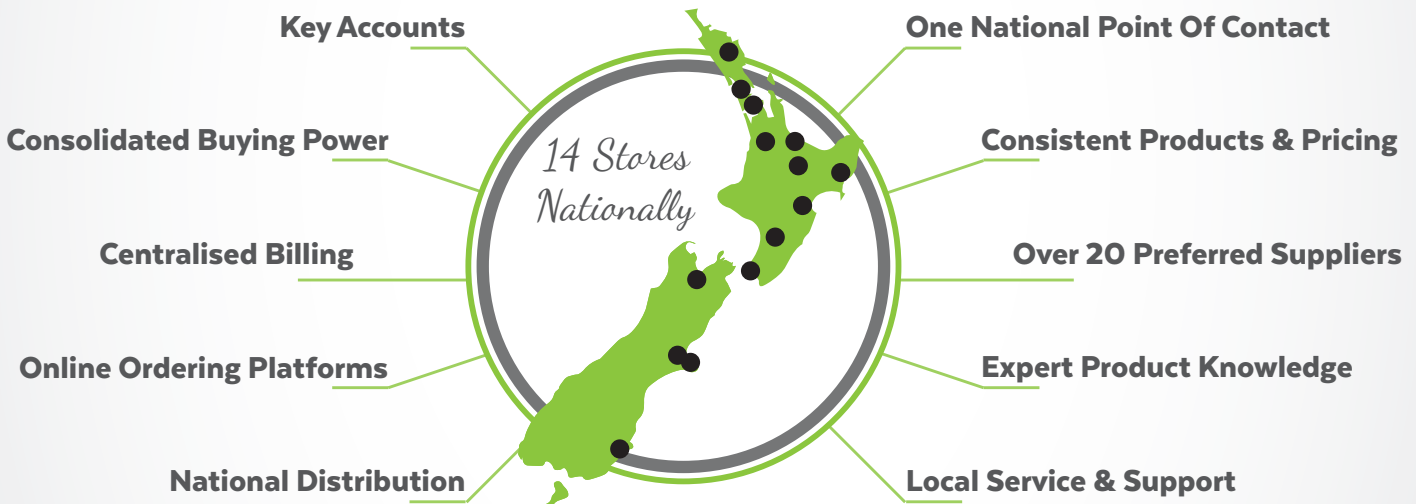 Key Accounts
One National Point Of Contact
Consolidated Buying Power
14 Stores
Nationally
Consistent Products & Pricing
Centralised Billing
Over 20 Preferred Suppliers
Online Ordering Platforms
Expert Product Knowledge
National Distribution
Local Service & Support